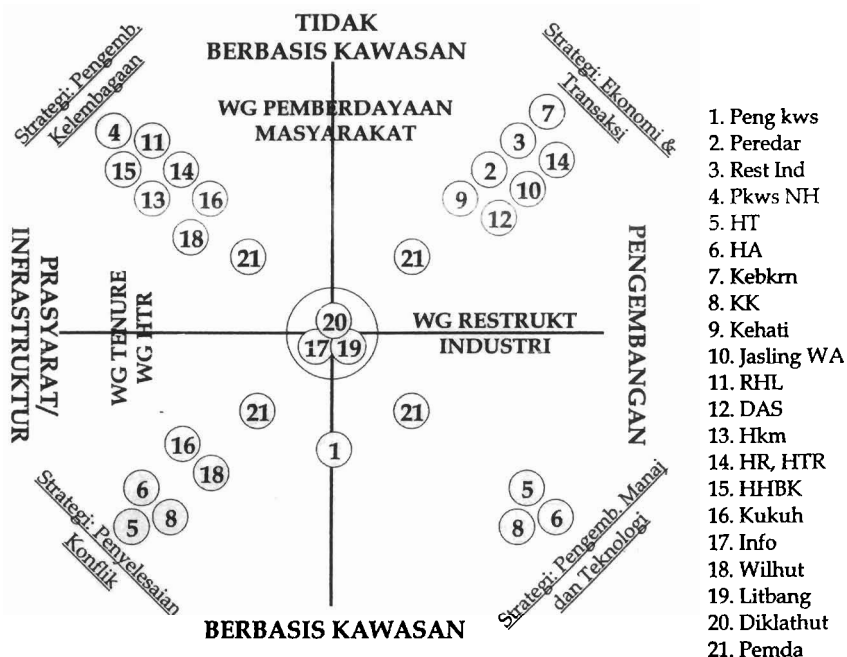 TIDAK
BERBASIS KAWASAN
Strategi: Pengemb.
Kelembagaan
WG PEMBERDAYAAN
MASYARAKAT
Strategi: Ekonomi &
Transaksi
4
11
15
14
13
16
18
21
7
3
14
2
10
9
12
21
PRASYARAT/
INFRASTRUKTUR
WG TENURE
WG HTR
20
17
19
WG RESTRUKT
INDUSTRI
PENGEMBANGAN
21
16
18
6
5
8
1
21
5
8
6
Strategi: Penyelesaian
Konflik
Strategi: Pengemb. Manaj
dan Teknologi
BERBASIS KAWASAN
1. Peng kws
2. Peredar
3. Rest Ind
4. Pkws NH
5. HT
6. HA
7. Kebkrn
8. KK
9. Kehati
10. Jasling WA
11. RHL
12. DAS
13. Hkm
14. HR, HTR
15. HHBK
16. Kukuh
17. Info
18. Wilhut
19. Litbang
20. Diklathut
21. Pemda